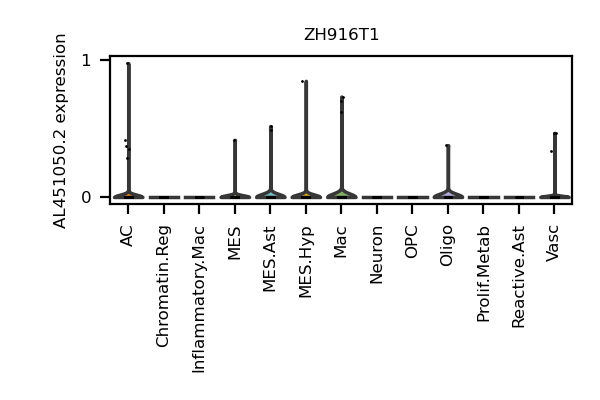 ZH916T1
AL451050.2 expression
1
0
AC
Chromatin.Reg
Inflammatory.Mac
MES
MES.Ast
MES.Hyp
Mac
Neuron
OPC
Oligo
Prolif.Metab
Reactive.Ast
Vasc